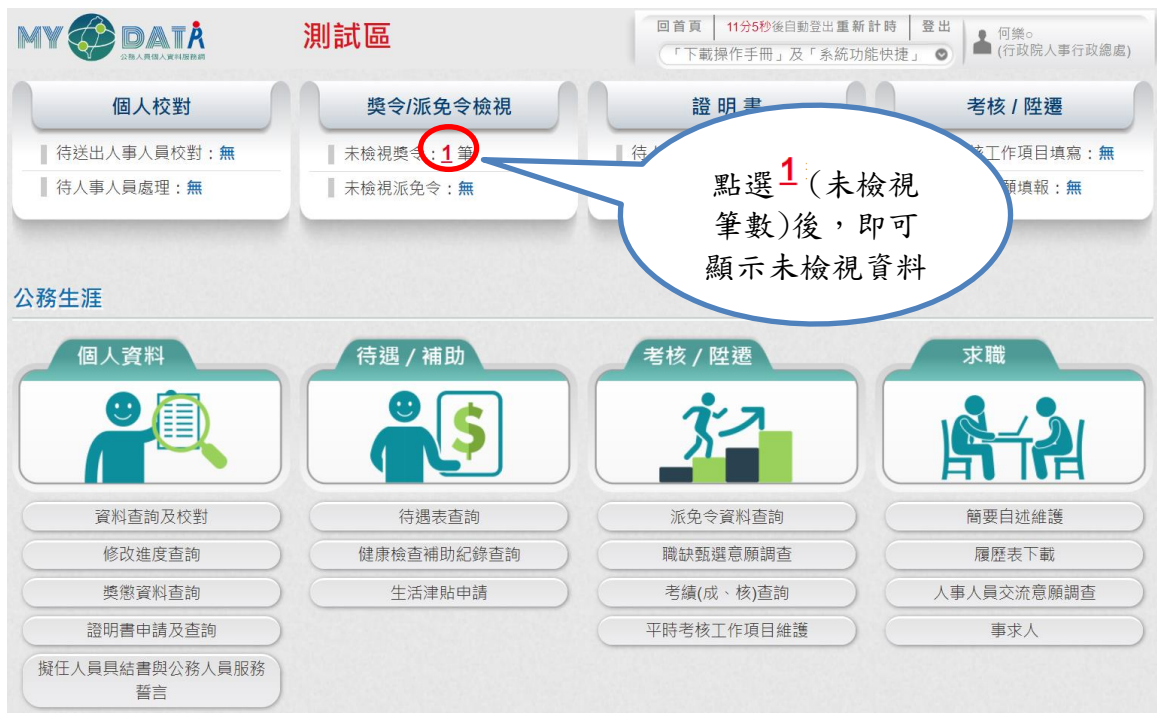 MY DATA
公務人員個人資料服務網
測試區
回首頁 | 11分5秒後自動登出重新計時 | 登出
「下載操作手冊」及「系統功能快捷」
何樂○
(行政院人事行政總處)
個人校對
待送出人事人員校對：無
待人事人員處理：無
獎令/派免令檢視
未檢視獎令：1 筆
未檢視派免令：無
證明書
待
考核 / 陞遷
工作項目填寫：無
填報：無
點選1（未檢視
筆數)後，即可
顯示未檢視資料
公務生涯
個人資料
資料查詢及校對
修改進度查詢
獎懲資料查詢
證明書申請及查詢
擬任人員具結書與公務人員服務
誓言
待遇 / 補助
$
待遇表查詢
健康檢查補助紀錄查詢
生活津貼申請
考核 / 陞遷
派免令資料查詢
職缺甄選意願調查
考績(成、核)查詢
平時考核工作項目維護
求職
簡要自述維護
履歷表下載
人事人員交流意願調查
事求人